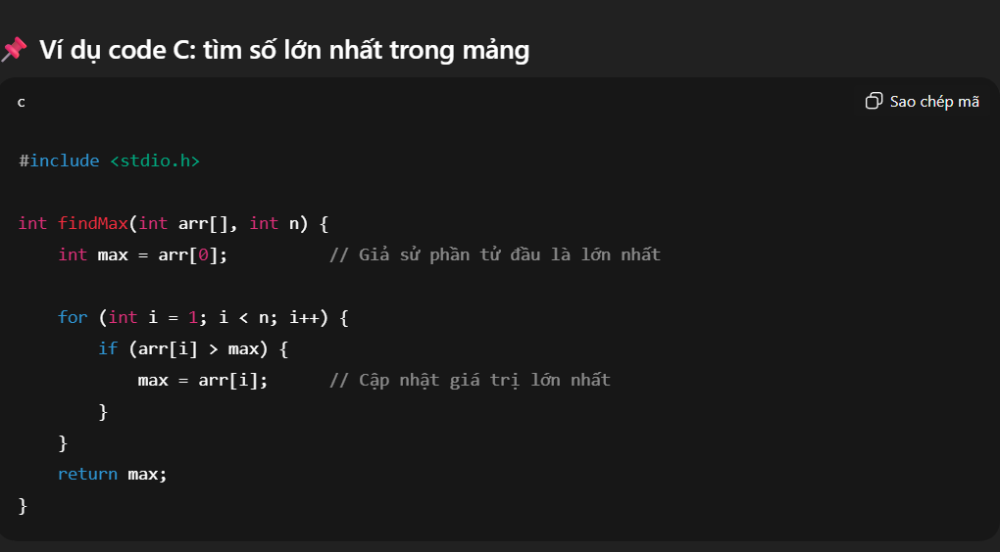 📌 Ví dụ code C: tìm số lớn nhất trong mảng
c
Sao chép mã
#include <stdio.h>
int findMax(int arr[], int n) {
    int max = arr[0];          // Giả sử phần tử đầu là lớn nhất
    for (int i = 1; i < n; i++) {
        if (arr[i] > max) {
            max = arr[i];      // Cập nhật giá trị lớn nhất
        }
    }
    return max;
}